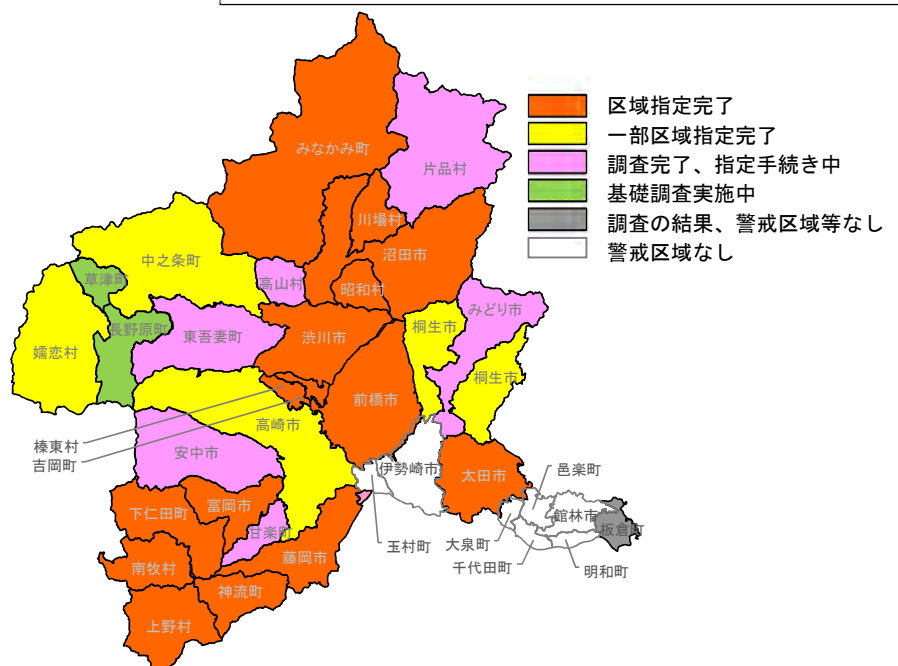 区域指定完了
一部区域指定完了
調査完了、指定手続き中
基礎調査実施中
調査の結果、警戒区域等なし
警戒区域なし
みなかみ町
片品村
川場村
沼田市
中之条町
高山村
昭和村
草津町
みどり市
長野原町
東吾妻町
渋川市
桐生市
嬬恋村
桐生市
前橋市
高崎市
榛東村
吉岡町
安中市
伊勢崎市
太田市
邑楽町
館林市
板倉町
下仁田町
富岡市
甘楽町
藤岡市
玉村町
大泉町
千代田町
明和町
南牧村
神流町
上野村